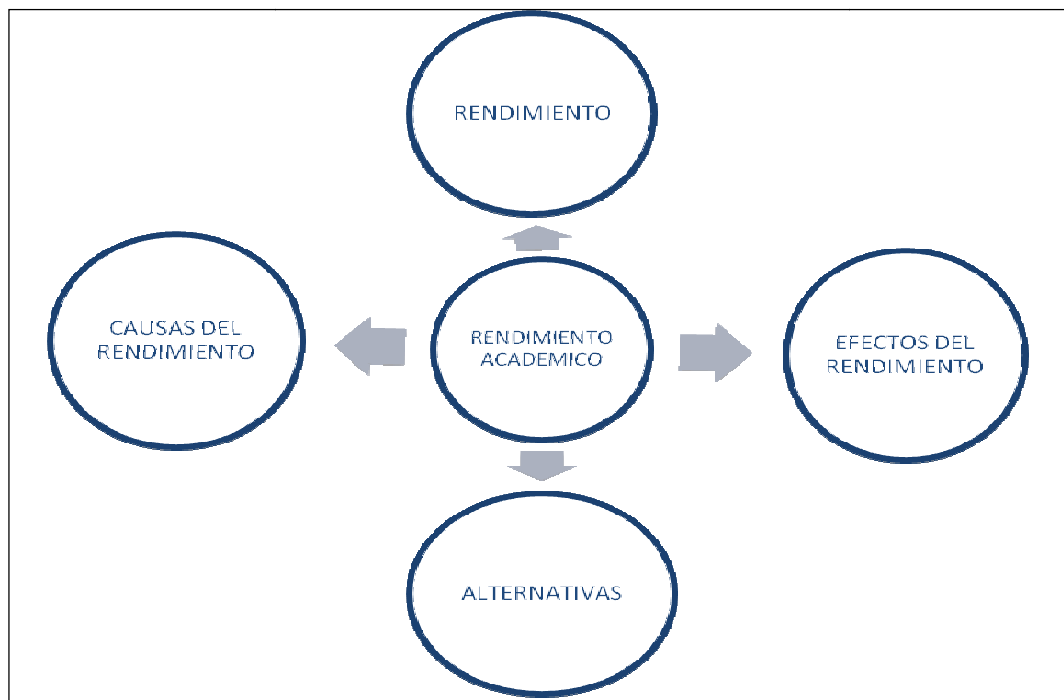 RENDIMIENTO
CAUSAS DEL
RENDIMIENTO
RENDIMIENTO
ACADEMICO
EFECTOS DEL
RENDIMIENTO
ALTERNATIVAS